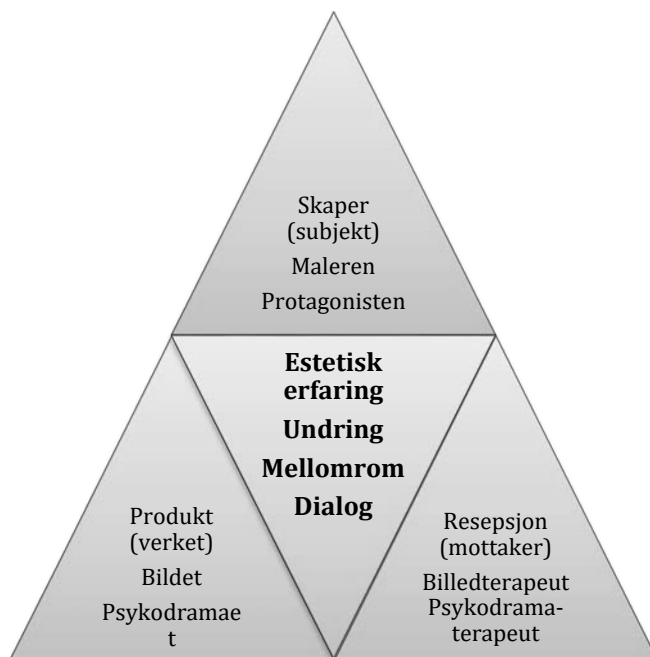 Skaper
(subjekt)
Maleren
Protagonisten
Estetisk
erfaring
Undring
Mellomrom
Dialog
Produkt
(verket)
Bildet
Psykodramae
t
Resepsjon
(mottaker)
Billedterapeut
Psykodrama-
terapeut